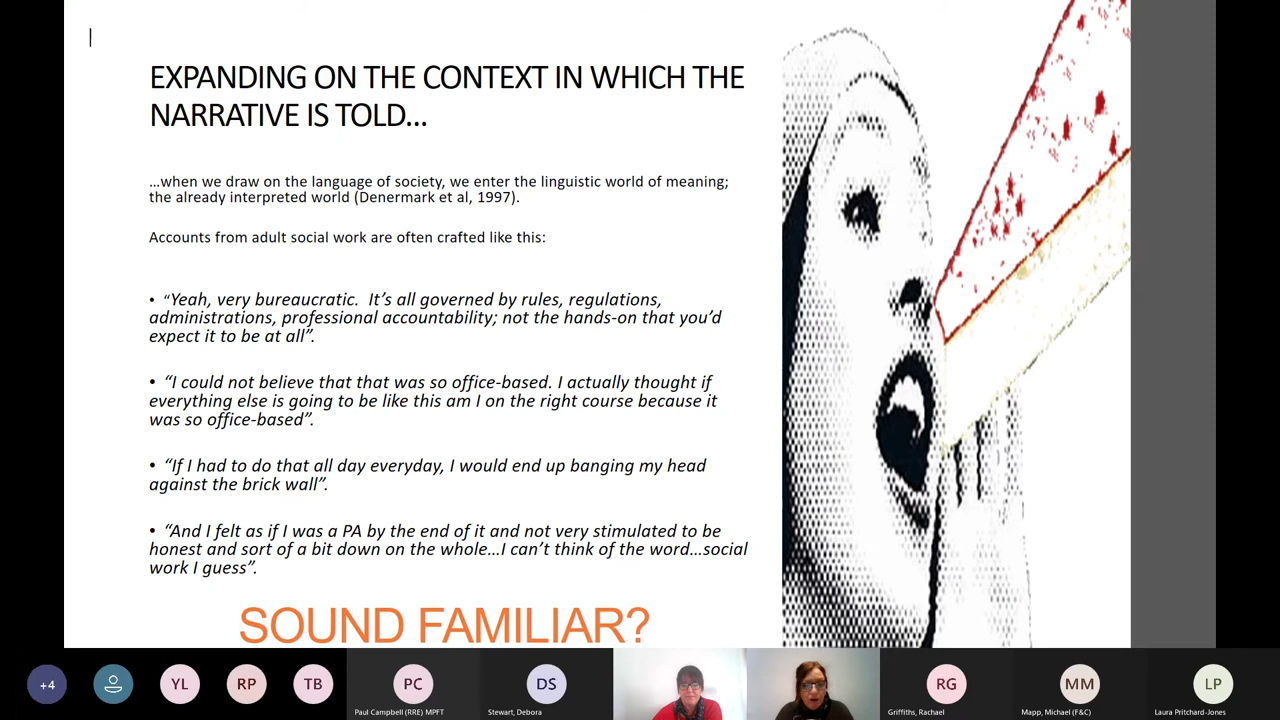 EXPANDING ON THE CONTEXT IN WHICH THE
NARRATIVE IS TOLD…
…when we draw on the language of society, we enter the linguistic world of meaning;
the already interpreted world (Denermark et al, 1997).
Accounts from adult social work are often crafted like this:
• “Yeah, very bureaucratic. It’s all governed by rules, regulations,
administrations, professional accountability; not the hands-on that you’d
expect it to be at all”.
• “I could not believe that that was so office-based. I actually thought if
everything else is going to be like this am I on the right course because it
was so office-based”.
• “If I had to do that all day everyday, I would end up banging my head
against the brick wall”.
• “And I felt as if I was a PA by the end of it and not very stimulated to be
honest and sort of a bit down on the whole…I can’t think of the word…social
work I guess”.
SOUND FAMILIAR?
+4 YL RP TB PC DS RG MM LP
Paul Campbell (RRE) MPFT Stewart, Debora Griffiths, Rachael Mapp, Michael (F&C) Laura Pritchard-Jones